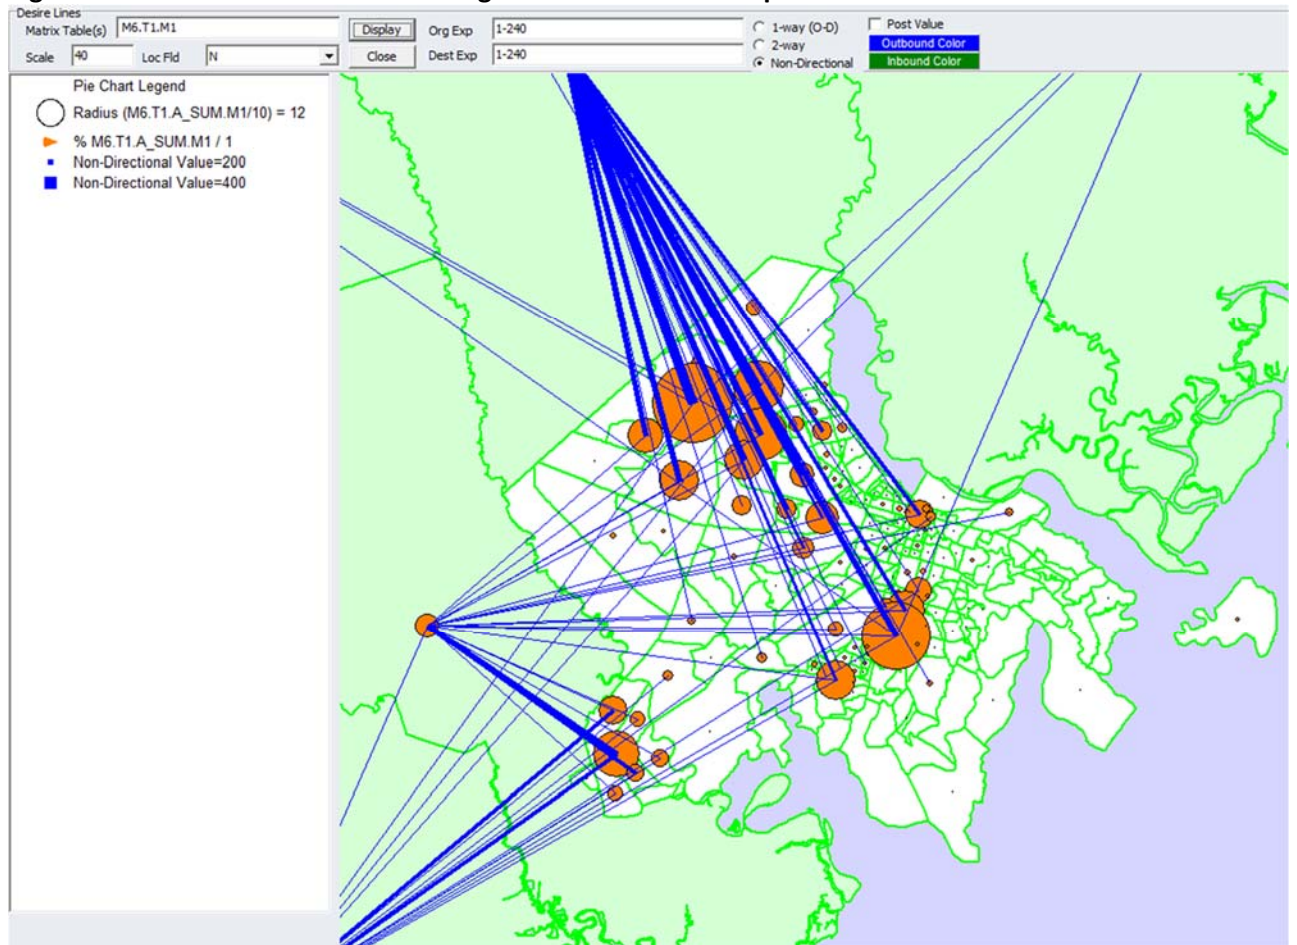 Desire Lines
Matrix Table(s) M6.T1.M1 Display Org Exp 1-240 1-way (O-D) Post Value
2-way Outbound Color
Scale 40 Loc Fld N Close Dest Exp 1-240 Non-Directional Inbound Color
Pie Chart Legend
Radius (M6.T1.A_SUM.M1/10) = 12
% M6.T1.A_SUM.M1 / 1
Non-Directional Value=200
Non-Directional Value=400